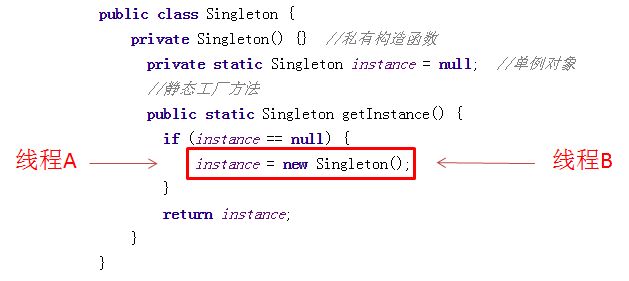 public class Singleton {
private Singleton() {} //私有构造函数
private static Singleton instance = null; //单例对象
//静态工厂方法
public static Singleton getInstance() {
if (instance == null) {
线程A instance = new Singleton(); 线程B
}
return instance;
}
}